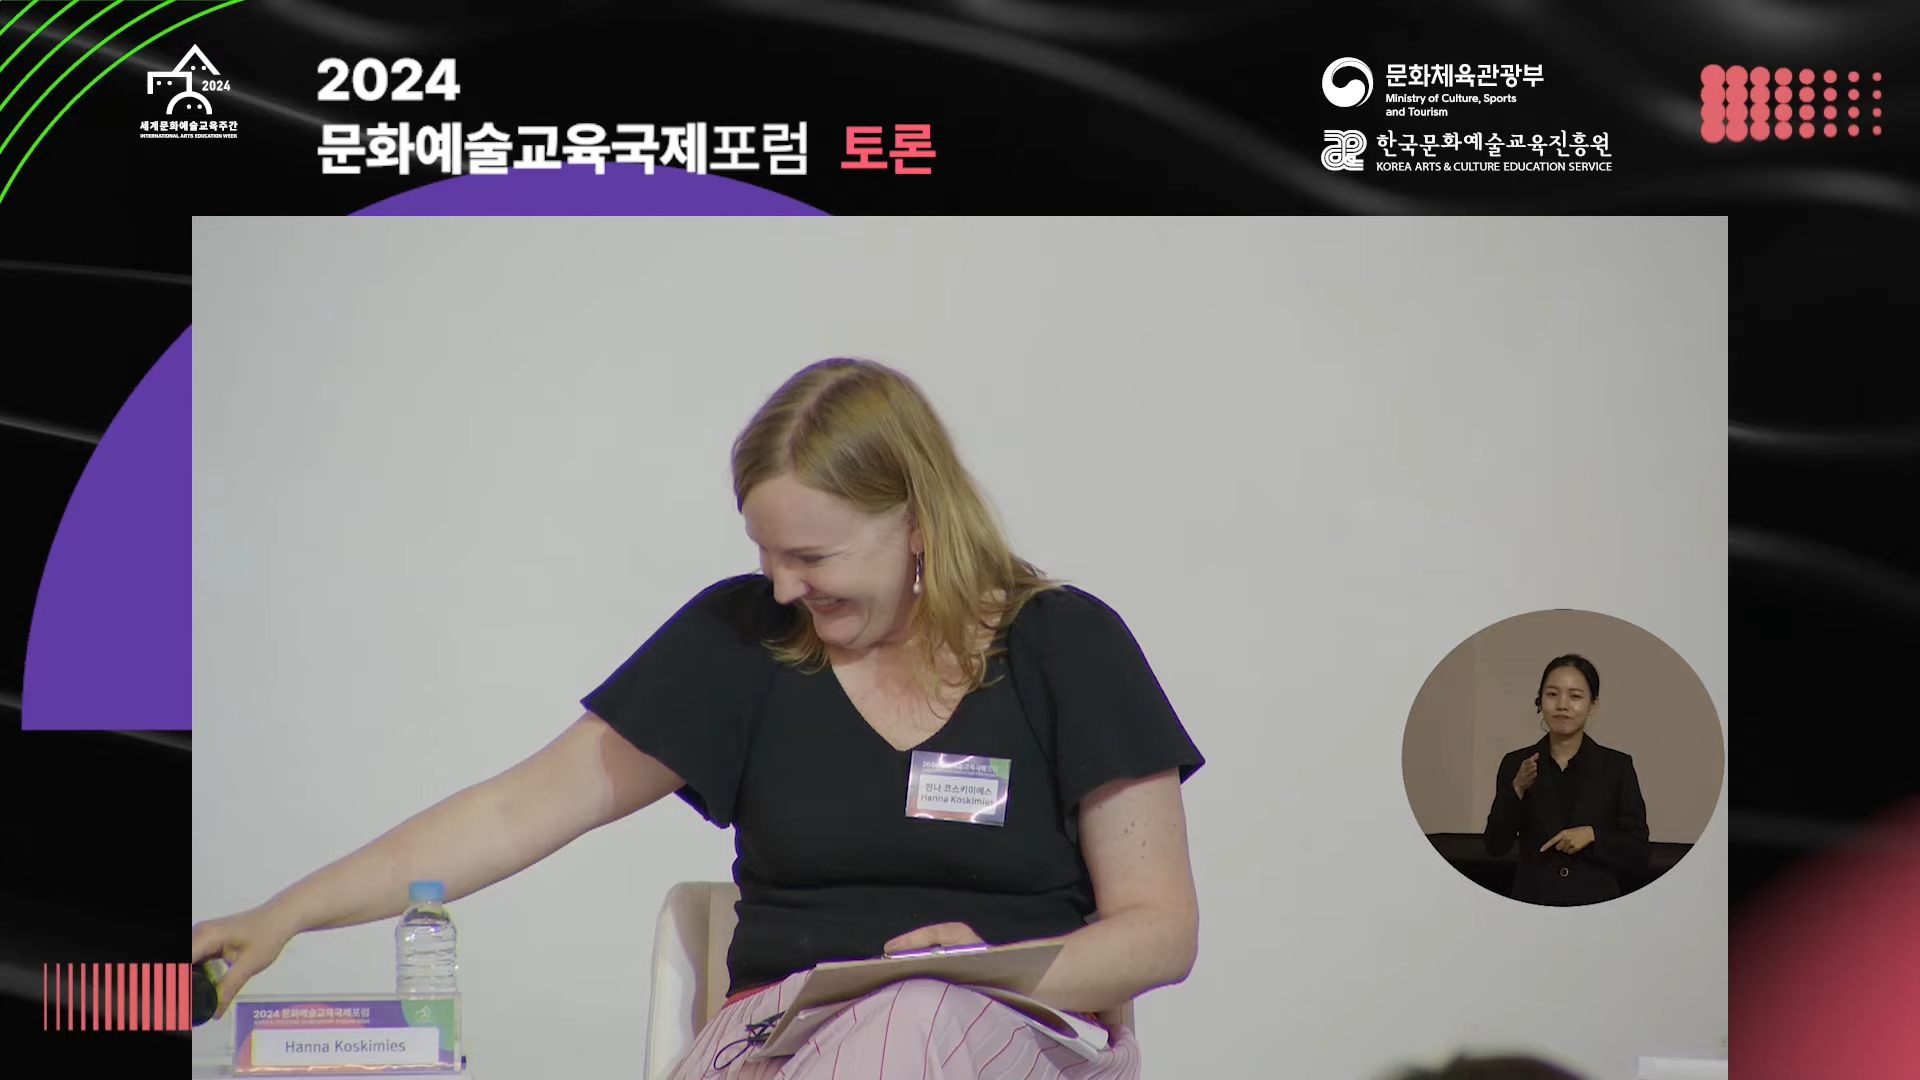 2024
세계문화예술교육주간
INTERNATIONAL ARTS EDUCATION WEEK
2024
문화예술교육국제포럼 토론
문화체육관광부
Ministry of Culture, Sports
and Tourism
한국문화예술교육진흥원
KOREA ARTS & CULTURE EDUCATION SERVICE
한나 코스키미에스
Hanna Koskimies
2024 문화예술교육국제포럼
Hanna Koskimies